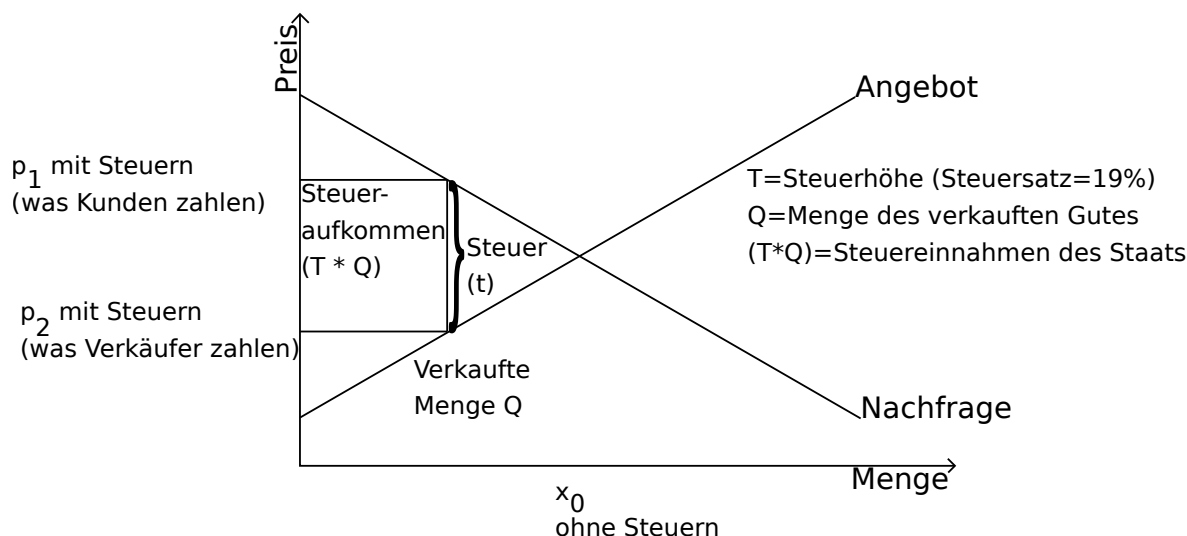 Preis
Angebot
p1 mit Steuern
(was Kunden zahlen)
Steuer-
aufkommen
(T * Q)
Steuer
(t)
T=Steuerhöhe (Steuersatz=19%)
Q=Menge des verkauften Gutes
(T*Q)=Steuereinnahmen des Staats
p2 mit Steuern
(was Verkäufer zahlen)
Verkaufte
Menge Q
Nachfrage
Menge
x0
ohne Steuern